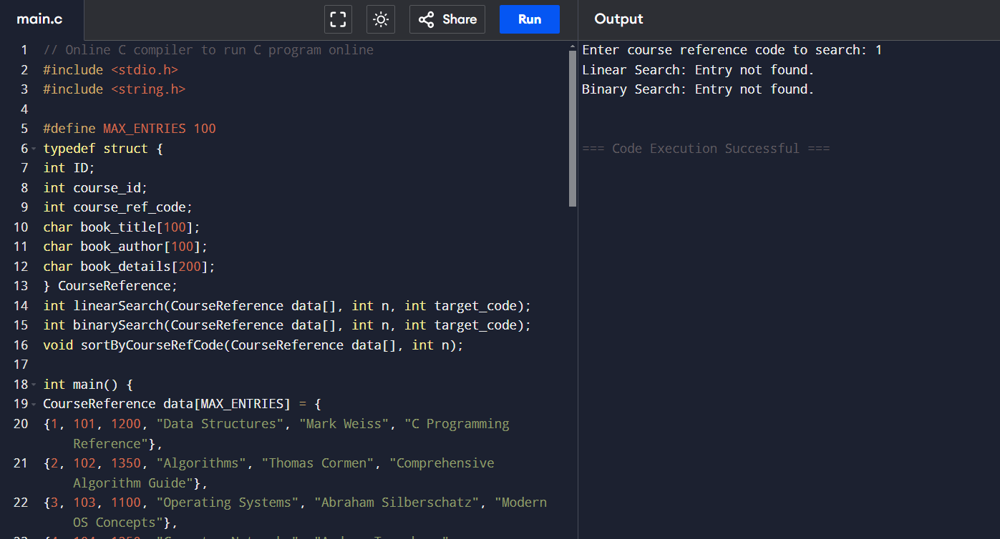 main.c
Share
Run
Output
1 // Online C compiler to run C program online
2 #include <stdio.h>
3 #include <string.h>
4
5 #define MAX_ENTRIES 100
6 typedef struct {
7 int ID;
8 int course_id;
9 int course_ref_code;
10 char book_title[100];
11 char book_author[100];
12 char book_details[200];
13 } CourseReference;
14 int linearSearch(CourseReference data[], int n, int target_code);
15 int binarySearch(CourseReference data[], int n, int target_code);
16 void sortByCourseRefCode(CourseReference data[], int n);
17
18 int main() {
19 CourseReference data[MAX_ENTRIES] = {
20 {1, 101, 1200, "Data Structures", "Mark Weiss", "C Programming
Reference"},
21 {2, 102, 1350, "Algorithms", "Thomas Cormen", "Comprehensive
Algorithm Guide"},
22 {3, 103, 1100, "Operating Systems", "Abraham Silberschatz", "Modern
OS Concepts"},
Enter course reference code to search: 1
Linear Search: Entry not found.
Binary Search: Entry not found.
=== Code Execution Successful ===